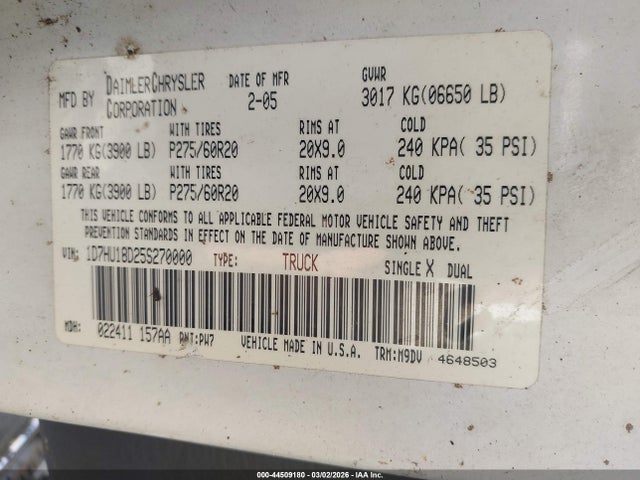 MFD BY DAIMLERCHRYSLER CORPORATION DATE OF MFR 2-05 GVWR 3017 KG(06650 LB)
GAWR FRONT WITH TIRES RIMS AT COLD
1770 KG(3900 LB) P275/60R20 20X9.0 240 KPA( 35 PSI)
GAWR REAR WITH TIRES RIMS AT COLD
1770 KG(3900 LB) P275/60R20 20X9.0 240 KPA( 35 PSI)
THIS VEHICLE CONFORMS TO ALL APPLICABLE FEDERAL MOTOR VEHICLE SAFETY AND THEFT
PREVENTION STANDARDS IN EFFECT ON THE DATE OF MANUFACTURE SHOWN ABOVE.
VIN: 1D7HU18D25S270000 TYPE: TRUCK SINGLE X DUAL
MDH: 022411 157AA PNT:PW7 VEHICLE MADE IN U.S.A. TRM:M9DV 4648503
000-44509180 - 03/02/2026 - IAA Inc.